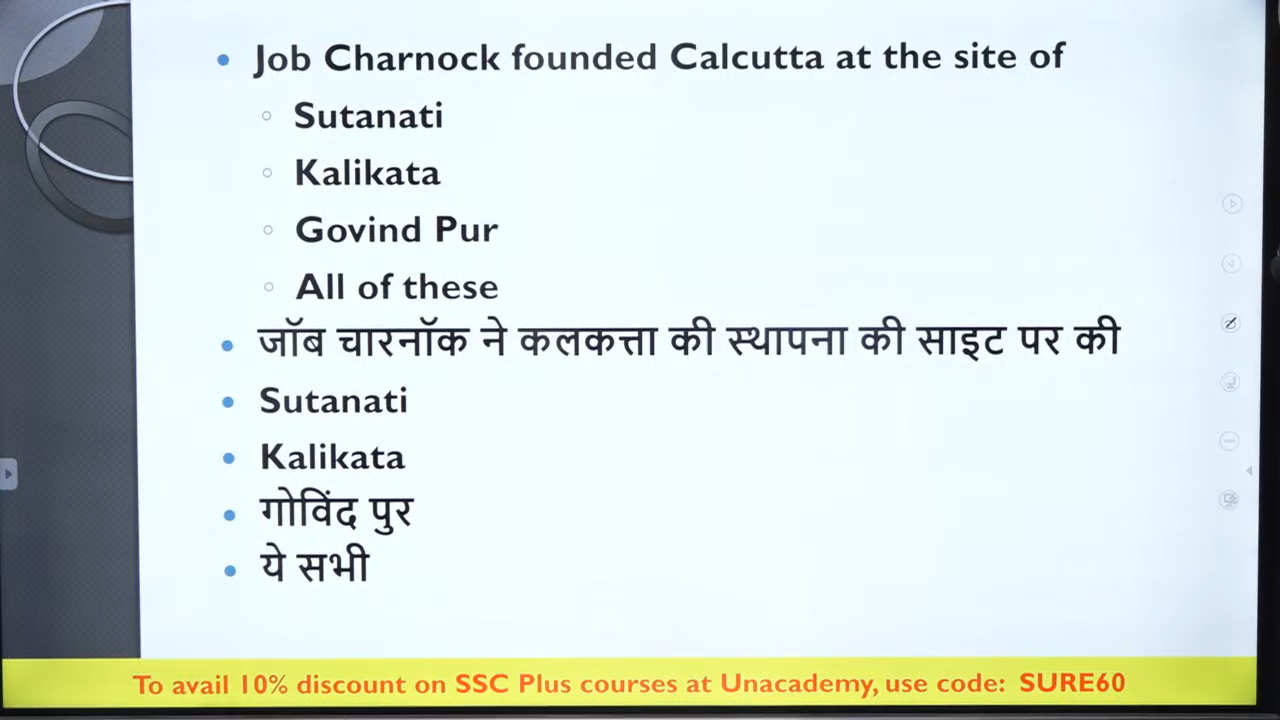 Job Charnock founded Calcutta at the site of
Sutanati
Kalikata
Govind Pur
All of these
जॉब चारनॉक ने कलकत्ता की स्थापना की साइट पर की
Sutanati
Kalikata
गोविंद पुर
ये सभी
To avail 10% discount on SSC Plus courses at Unacademy, use code: SURE60